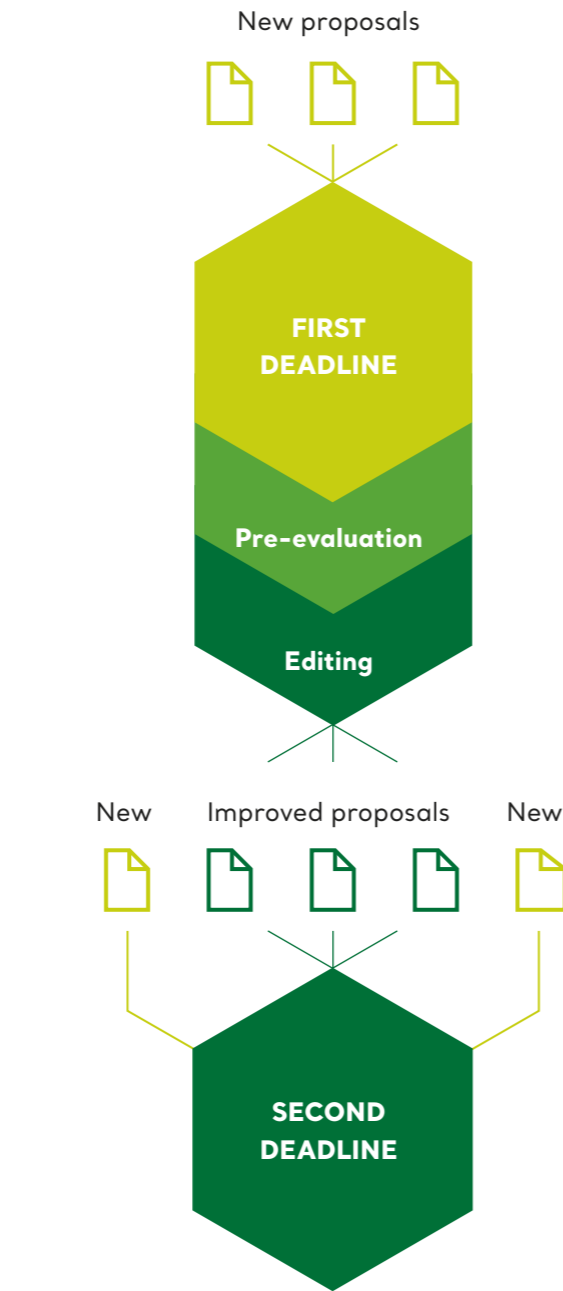 New proposals
FIRST
DEADLINE
Pre-evaluation
Editing
New Improved proposals New
SECOND
DEADLINE